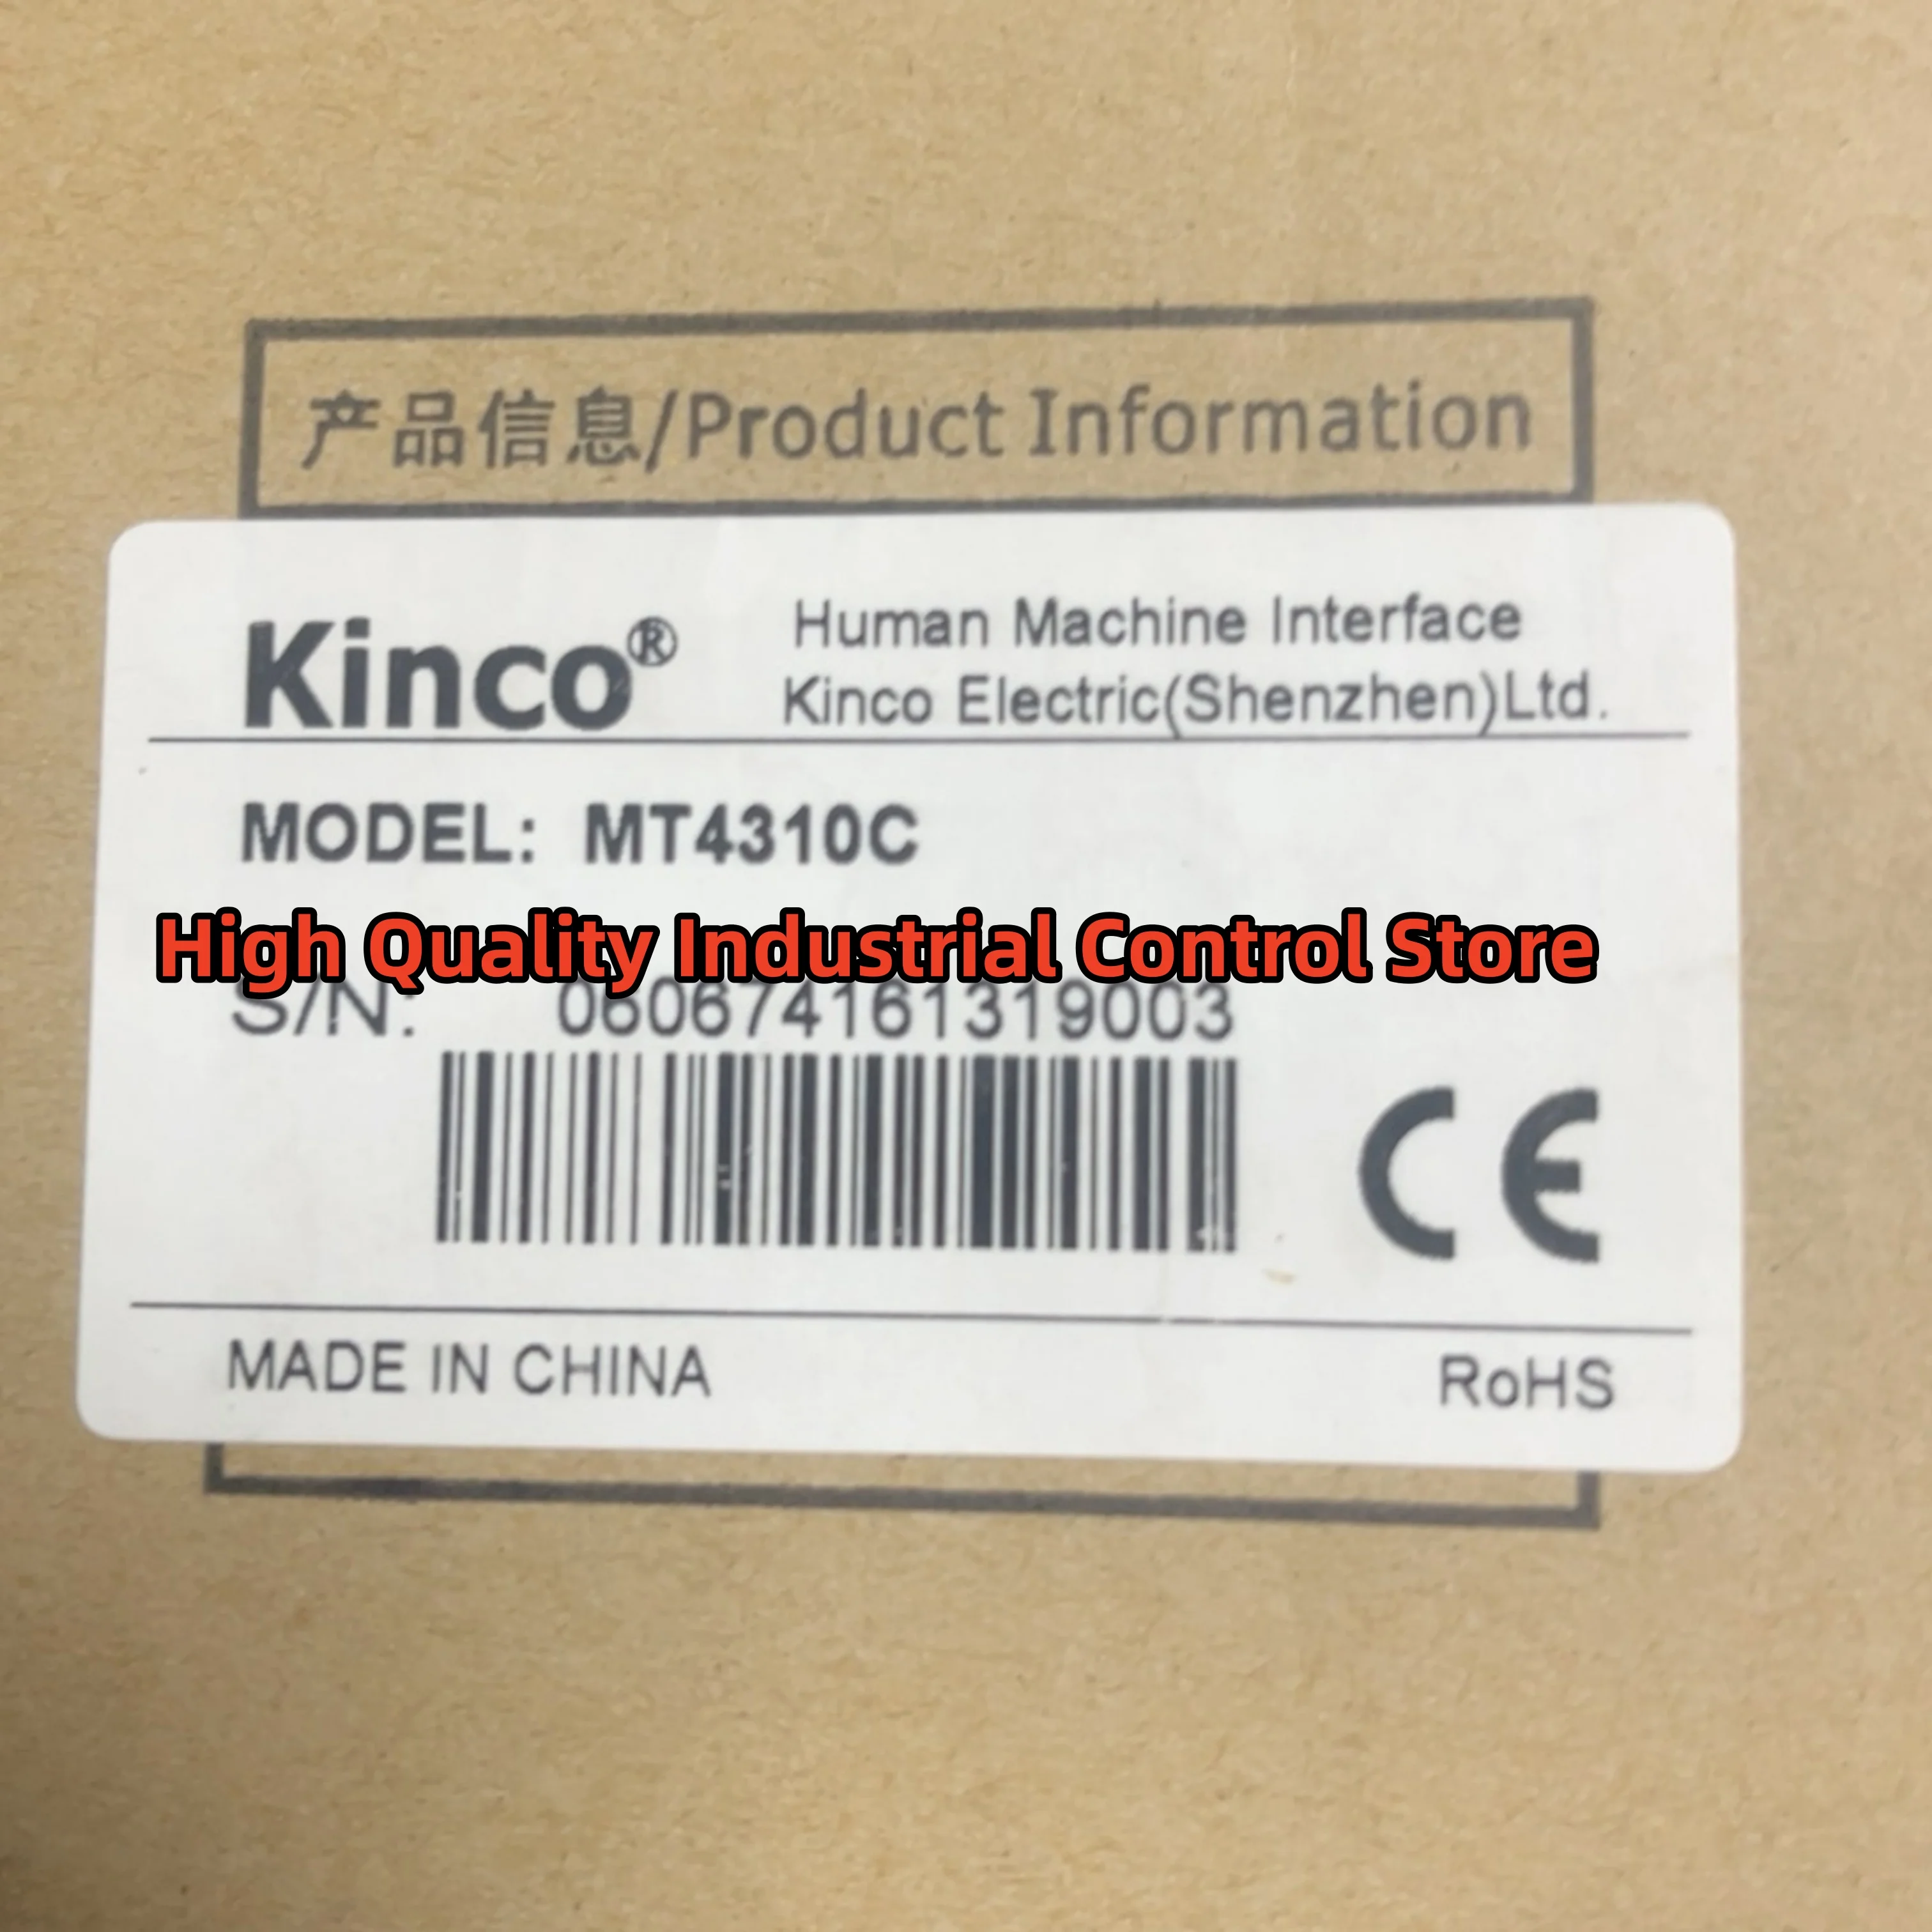 产品信息/Product Information
Kinco®
Human Machine Interface
Kinco Electric(Shenzhen)Ltd.
MODEL: MT4310C
High Quality Industrial Control Store
S/N: 060674161319003
CE
MADE IN CHINA
RoHS